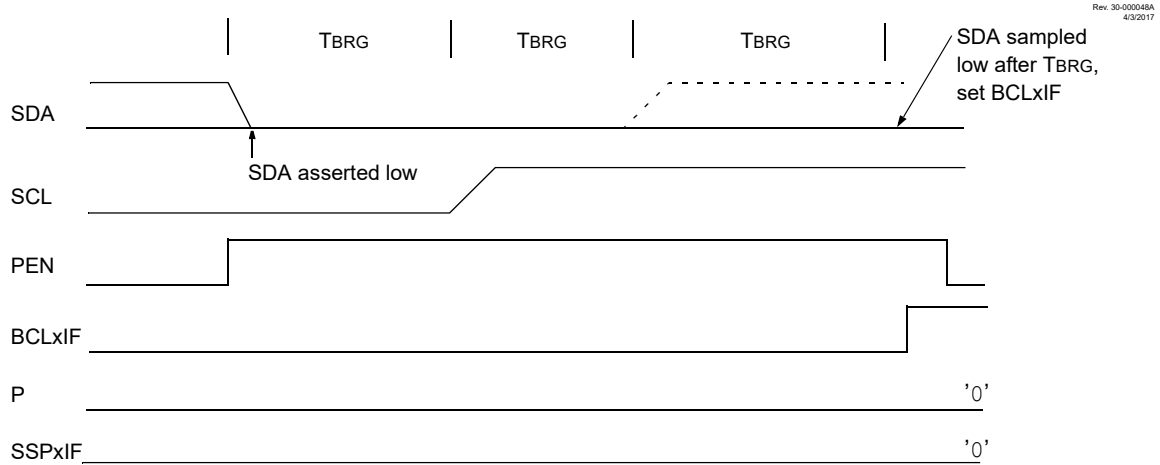 Rev. 30-000048A
4/3/2017
TBRG TBRG TBRG
SDA sampled
low after TBRG,
set BCLxIF
SDA
SDA asserted low
SCL
PEN
BCLxIF
P '0'
SSPxIF '0'